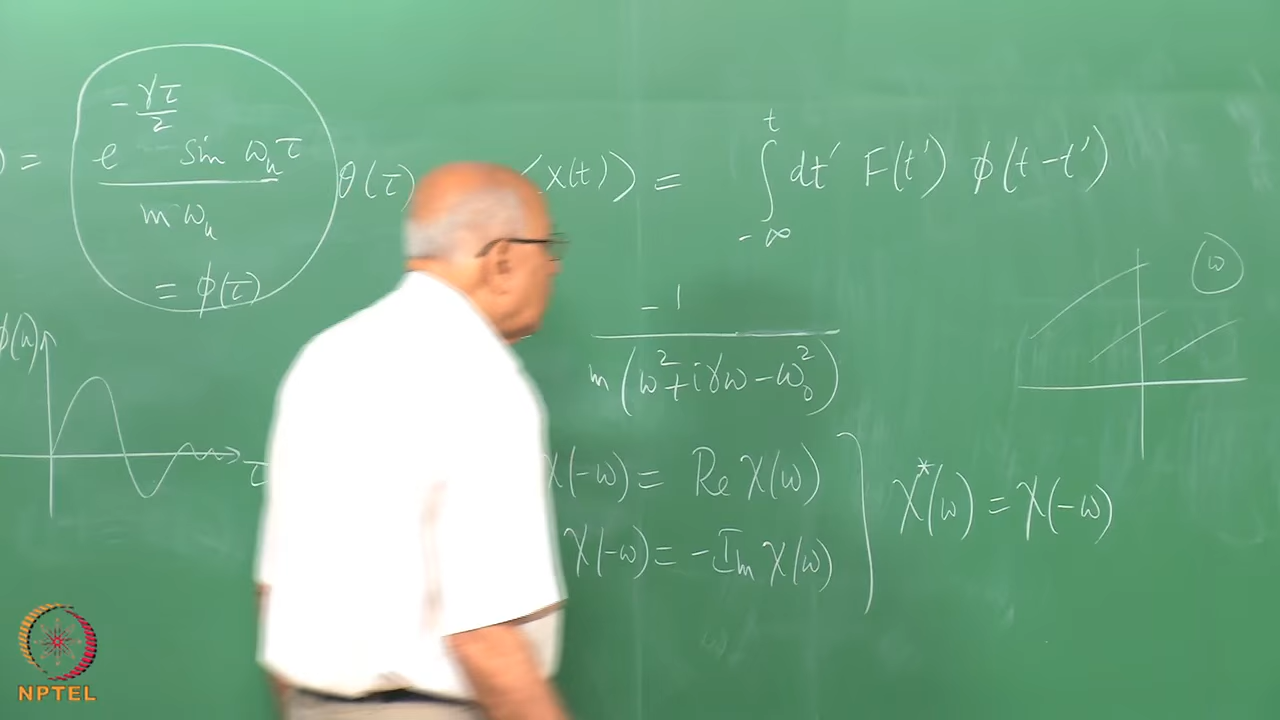 ) = e^{-γτ/2} sin ω_u τ / m ω_u θ(τ)
= φ(τ)
⟨x(t)⟩ = ∫_{-∞}^{t} dt' F(t') φ(t-t')
-1 / m(ω² + iγω - ω₀²)
ω
φ(u)
τ
χ(-ω) = Re χ(ω)
χ(-ω) = -Im χ(ω)
χ*(ω) = χ(-ω)
NPTEL